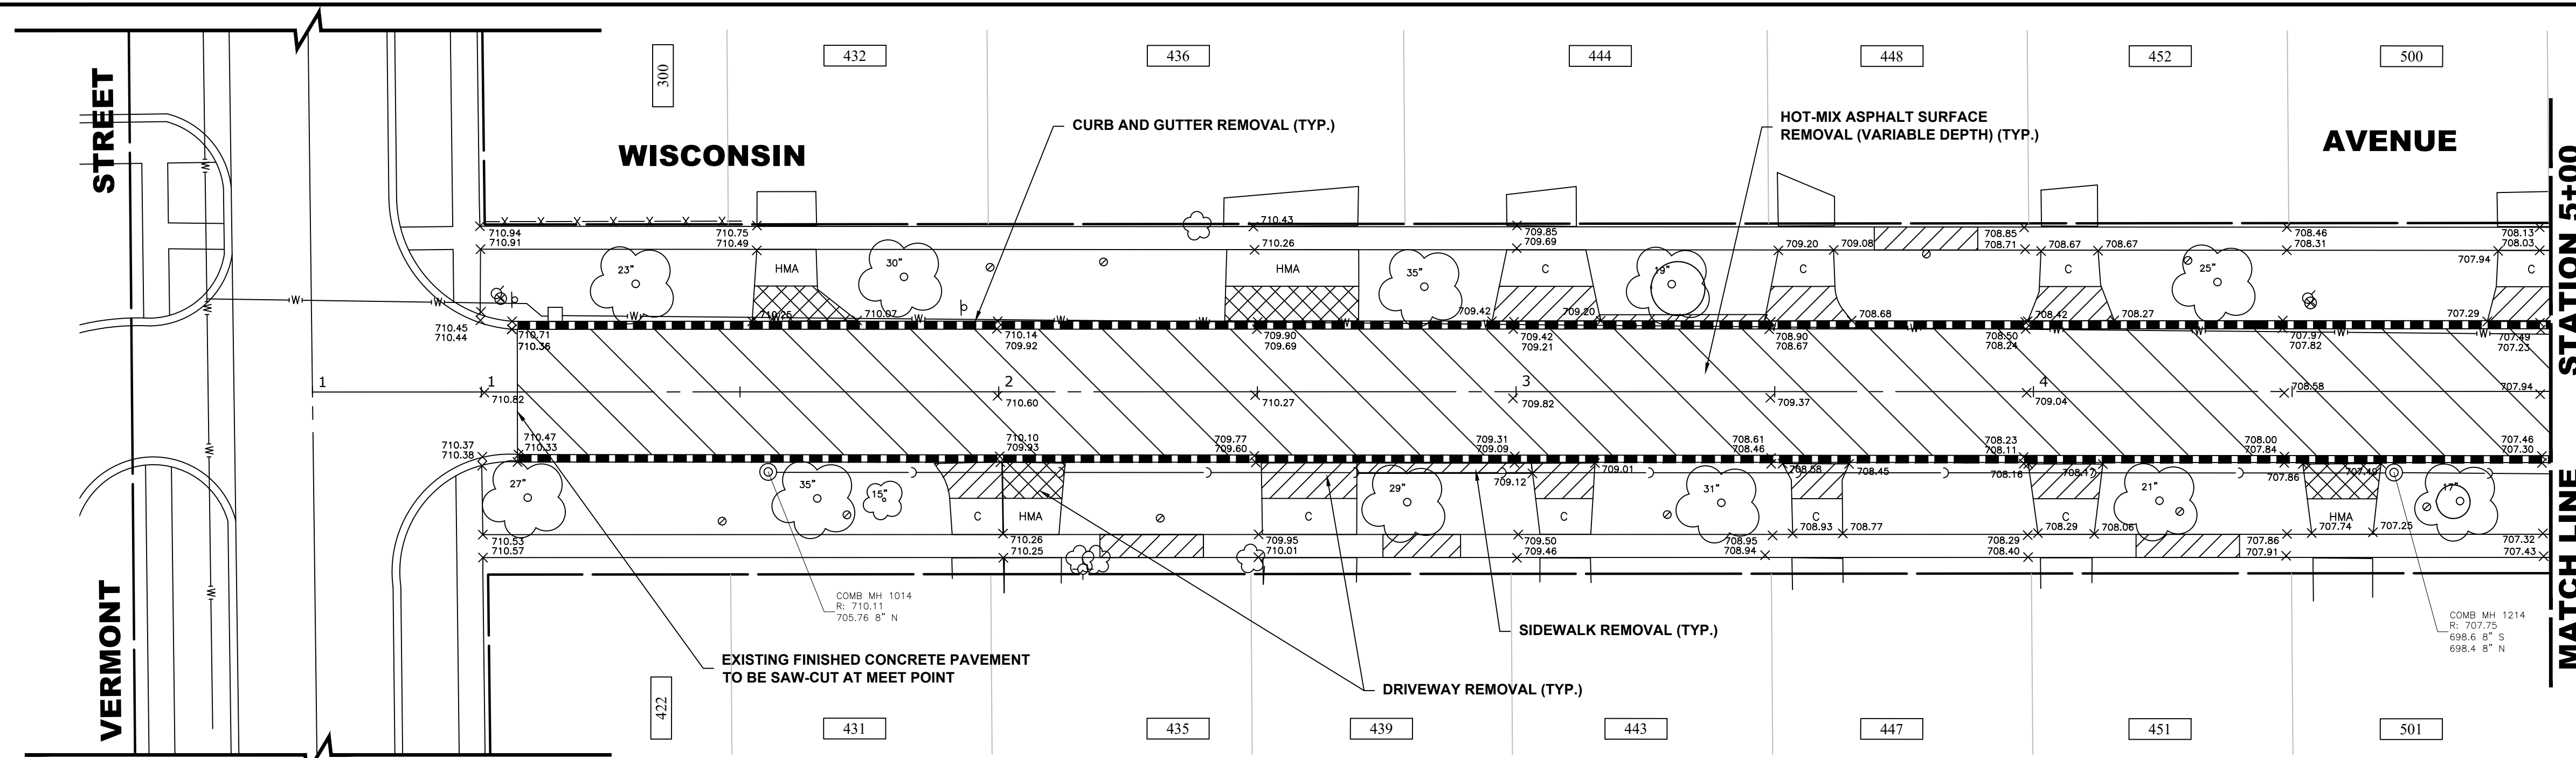 300
432
436
444
448
452
500
STREET
WISCONSIN
AVENUE
CURB AND GUTTER REMOVAL (TYP.)
HOT-MIX ASPHALT SURFACE
REMOVAL (VARIABLE DEPTH) (TYP.)
STATION 5+00
710.94
710.91
710.75
710.49
710.43
710.26
709.85
709.69
709.20
709.08
708.85
708.71
708.67
708.67
708.46
708.31
708.13
708.03
707.94
23"
HMA
30"
HMA
35"
C
19"
C
C
25"
C
W
W
W
W
W
W
W
W
W
W
W
W
710.25
710.07
709.42
709.20
708.68
708.42
708.27
707.29
710.45
710.44
710.71
710.36
710.14
709.92
709.90
709.69
709.42
709.21
708.90
708.67
708.50
708.24
707.97
707.82
707.49
707.23
1
1
2
3
4
710.82
710.60
710.27
709.82
709.37
709.04
708.58
707.94
710.37
710.38
710.47
710.33
710.10
709.93
709.77
709.60
709.31
709.09
708.61
708.46
708.23
708.11
708.00
707.84
707.46
707.30
709.12
709.01
708.58
708.45
708.16
708.17
707.86
707.49
27"
35"
15"
C
HMA
C
29"
C
31"
C
C
21"
HMA
17"
710.53
710.57
710.26
710.25
709.95
710.01
709.50
709.46
708.95
708.94
708.93
708.77
708.29
708.40
708.29
708.06
707.86
707.91
707.74
707.25
707.32
707.43
COMB MH 1014
R: 710.11
705.76 8" N
COMB MH 1214
R: 707.75
698.6 8" S
698.4 8" N
VERMONT
MATCH LINE
EXISTING FINISHED CONCRETE PAVEMENT
TO BE SAW-CUT AT MEET POINT
SIDEWALK REMOVAL (TYP.)
DRIVEWAY REMOVAL (TYP.)
422
431
435
439
443
447
451
501